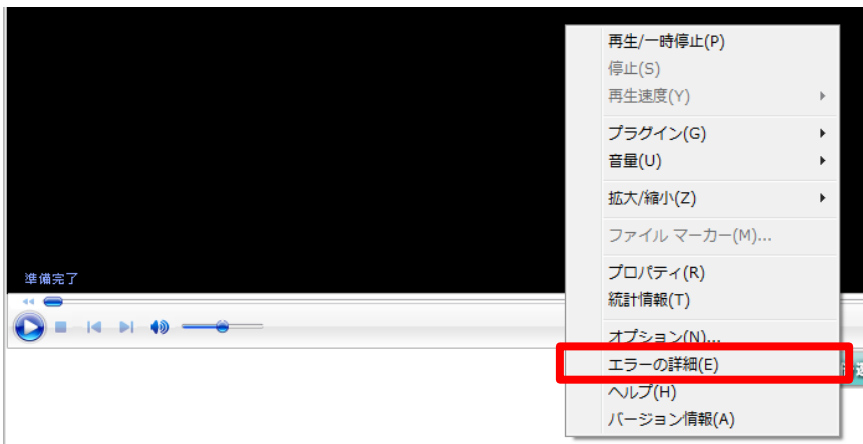 再生/一時停止(P)
停止(S)
再生速度(Y)
プラグイン(G)
音量(U)
拡大/縮小(Z)
ファイル マーカー(M)...
プロパティ(R)
統計情報(T)
オプション(N)...
エラーの詳細(E)
ヘルプ(H)
バージョン情報(A)
準備完了